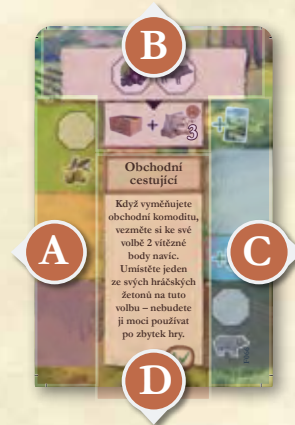 B
+
3
+
Obchodní
cestující
Když vyměňujete
obchodní komoditu,
vezměte si ke své
volbě 2 vítězné
body navíc.
Umístěte jeden
ze svých hráčských
žetonů na tuto
volbu – nebudete
ji moci používat
po zbytek hry.
A
C
D